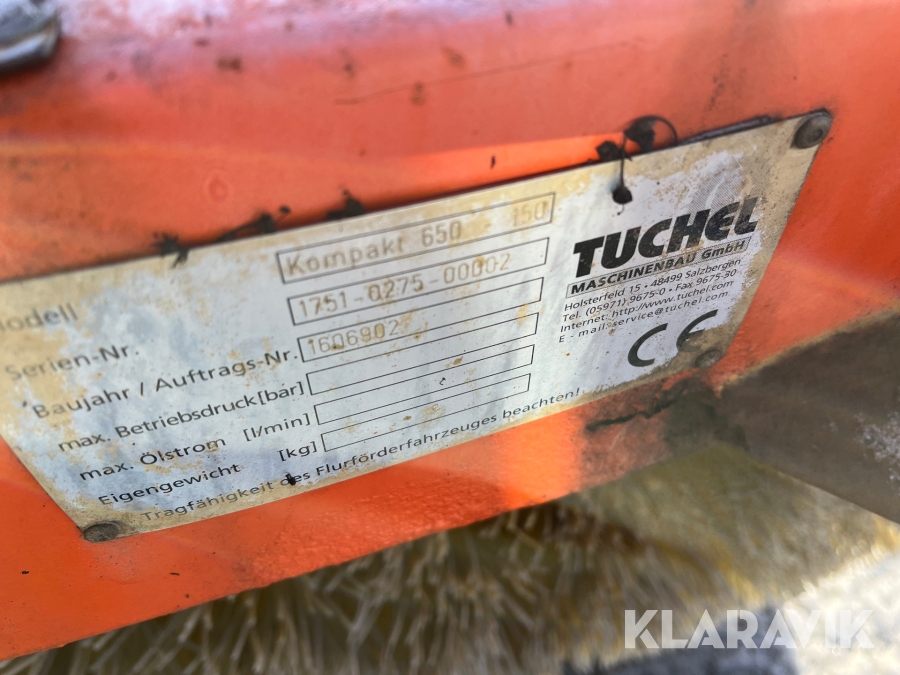 Modell Kompakt 650 150
Serien-Nr. 1751-0275-00002
Baujahr / Auftrags-Nr. 1606802
max. Betriebsdruck [bar]
max. Ölstrom [l/min]
Eigengewicht [kg]
Tragfähigkeit des Flurförderfahrzeuges beachten!
TUCHEL
MASCHINENBAU GmbH
Holsterfeld 15 • 48499 Salzbergen
Tel. (05971) 9675-0 • Fax 9675-30
Internet: http://www.tuchel.com
E - mail: service@tuchel.com
CE
KLARAVIK